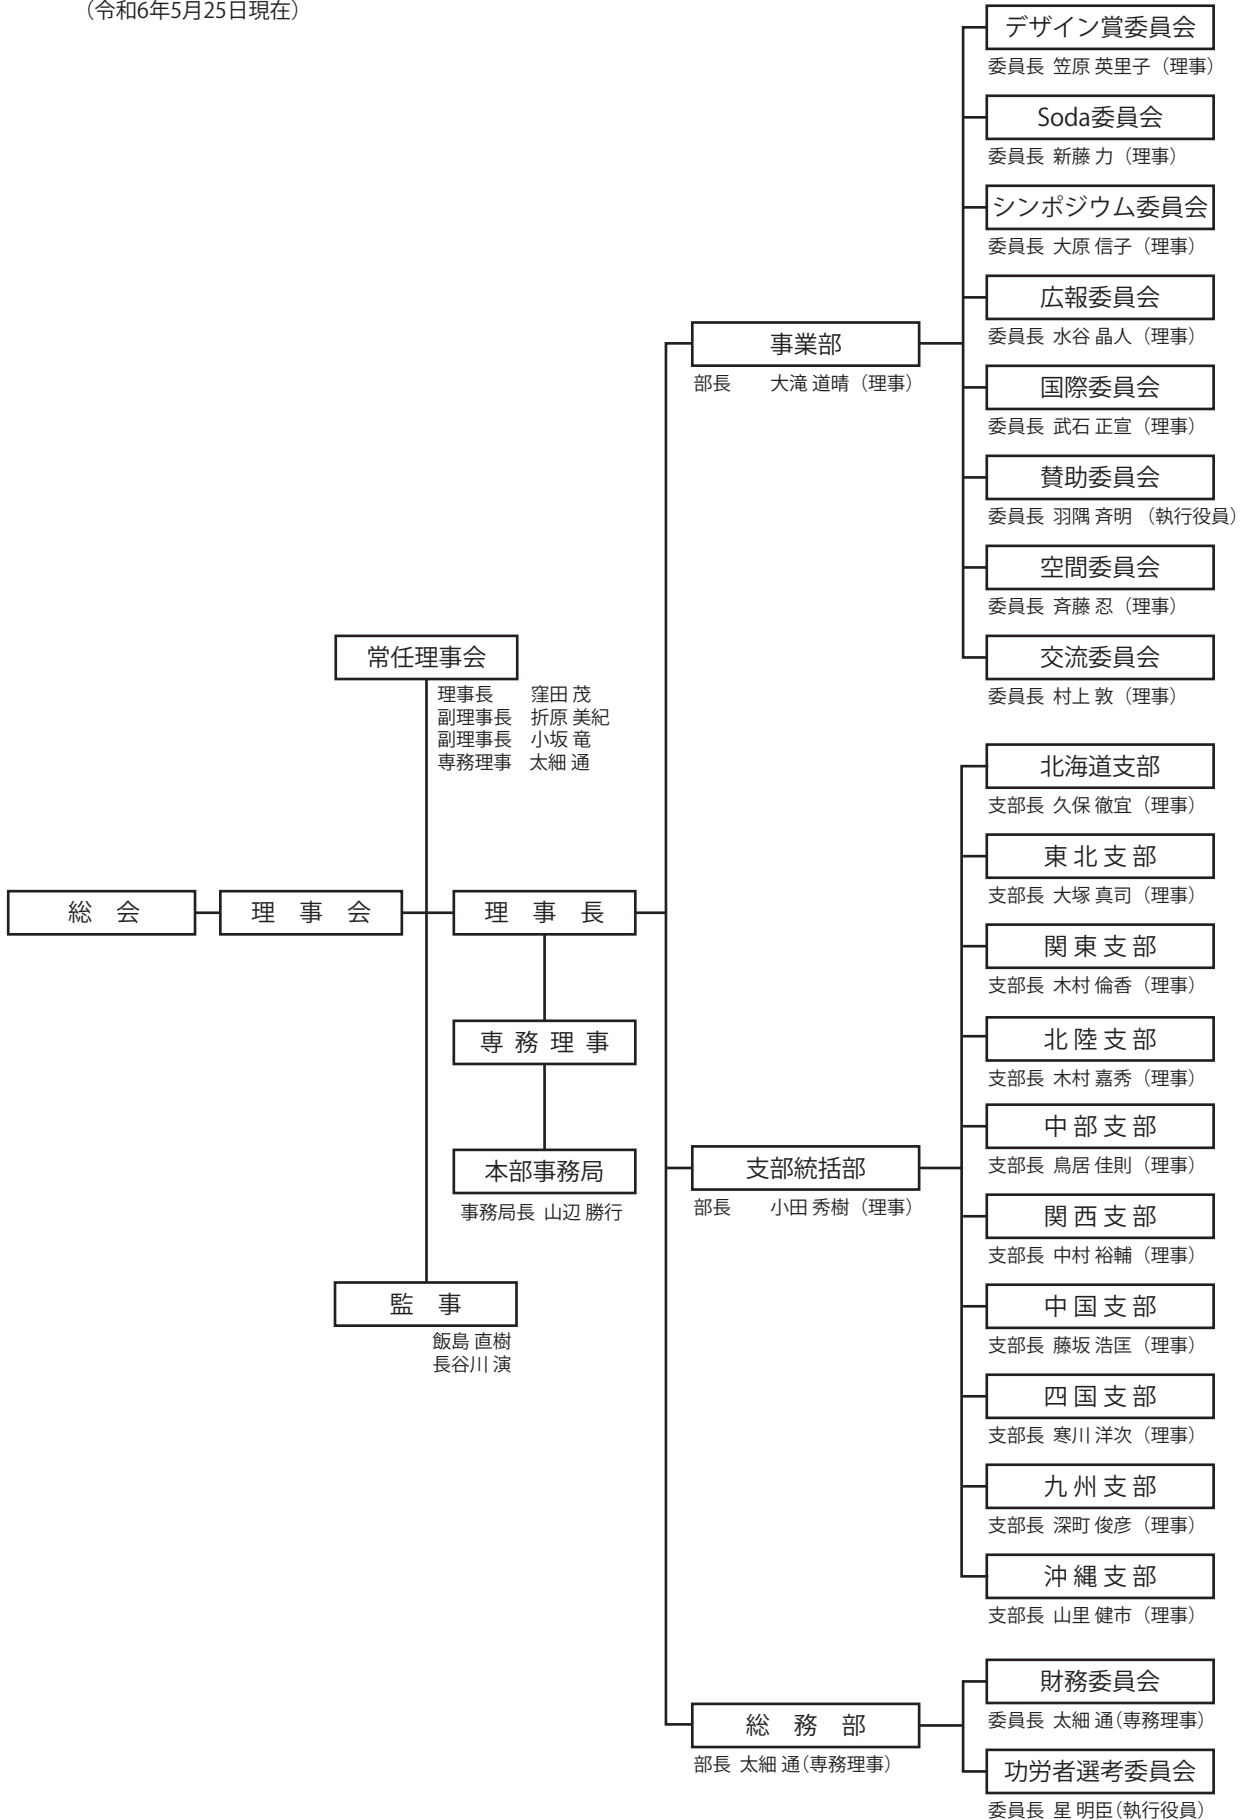 （令和6年5月25日現在）
総　会
理　事　会
常任理事会
理事長　窪田 茂
副理事長　折原 美紀
副理事長　小坂 竜
専務理事　太細 通
理　事　長
専 務 理 事
本部事務局
事務局長 山辺 勝行
監　事
飯島 直樹
長谷川 演
事業部
部長　大滝 道晴（理事）
デザイン賞委員会
委員長 笠原 英里子（理事）
Soda委員会
委員長 新藤 力（理事）
シンポジウム委員会
委員長 大原 信子（理事）
広報委員会
委員長 水谷 晶人（理事）
国際委員会
委員長 武石 正宣（理事）
賛助委員会
委員長 羽隅 斉明 （執行役員）
空間委員会
委員長 斉藤 忍（理事）
交流委員会
委員長 村上 敦（理事）
支部統括部
部長　小田 秀樹（理事）
北海道支部
支部長 久保 徹宜（理事）
東 北 支 部
支部長 大塚 真司（理事）
関 東 支 部
支部長 木村 倫香（理事）
北 陸 支 部
支部長 木村 嘉秀（理事）
中 部 支 部
支部長 鳥居 佳則（理事）
関 西 支 部
支部長 中村 裕輔（理事）
中 国 支 部
支部長 藤坂 浩匡（理事）
四 国 支 部
支部長 寒川 洋次（理事）
九 州 支 部
支部長 深町 俊彦（理事）
沖 縄 支 部
支部長 山里 健市（理事）
総　務　部
部長 太細 通（専務理事）
財務委員会
委員長 太細 通（専務理事）
功労者選考委員会
委員長 星 明臣（執行役員）